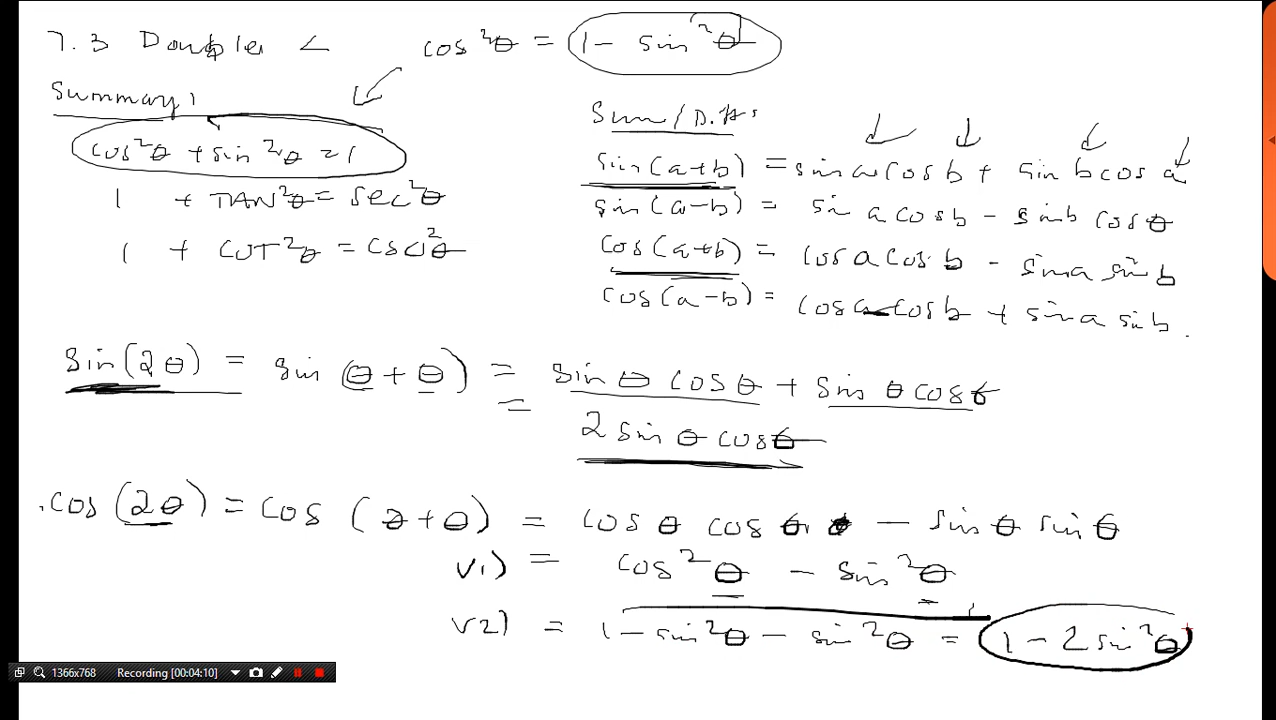 7.3 Double ∠
cos²θ = 1 - sin²θ
Summary:
cos²θ + sin²θ = 1
1 + TAN²θ = sec²θ
1 + COT²θ = CSC²θ
Sum/Diff:
sin(a+b) = sin a cos b + sin b cos a
sin(a-b) = sin a cos b - sin b cos θ
cos(a+b) = cos a cos b - sin a sin b
cos(a-b) = cos a cos b + sin a sin b.
sin(2θ) = sin(θ+θ) = sin θ cos θ + sin θ cos θ
= 2 sin θ cos θ
cos(2θ) = cos(θ+θ) = cos θ cos θ - sin θ sin θ
V1) = cos²θ - sin²θ
V2) = 1 - sin²θ - sin²θ = 1 - 2 sin²θ
1366x768 Recording [00:04:10]